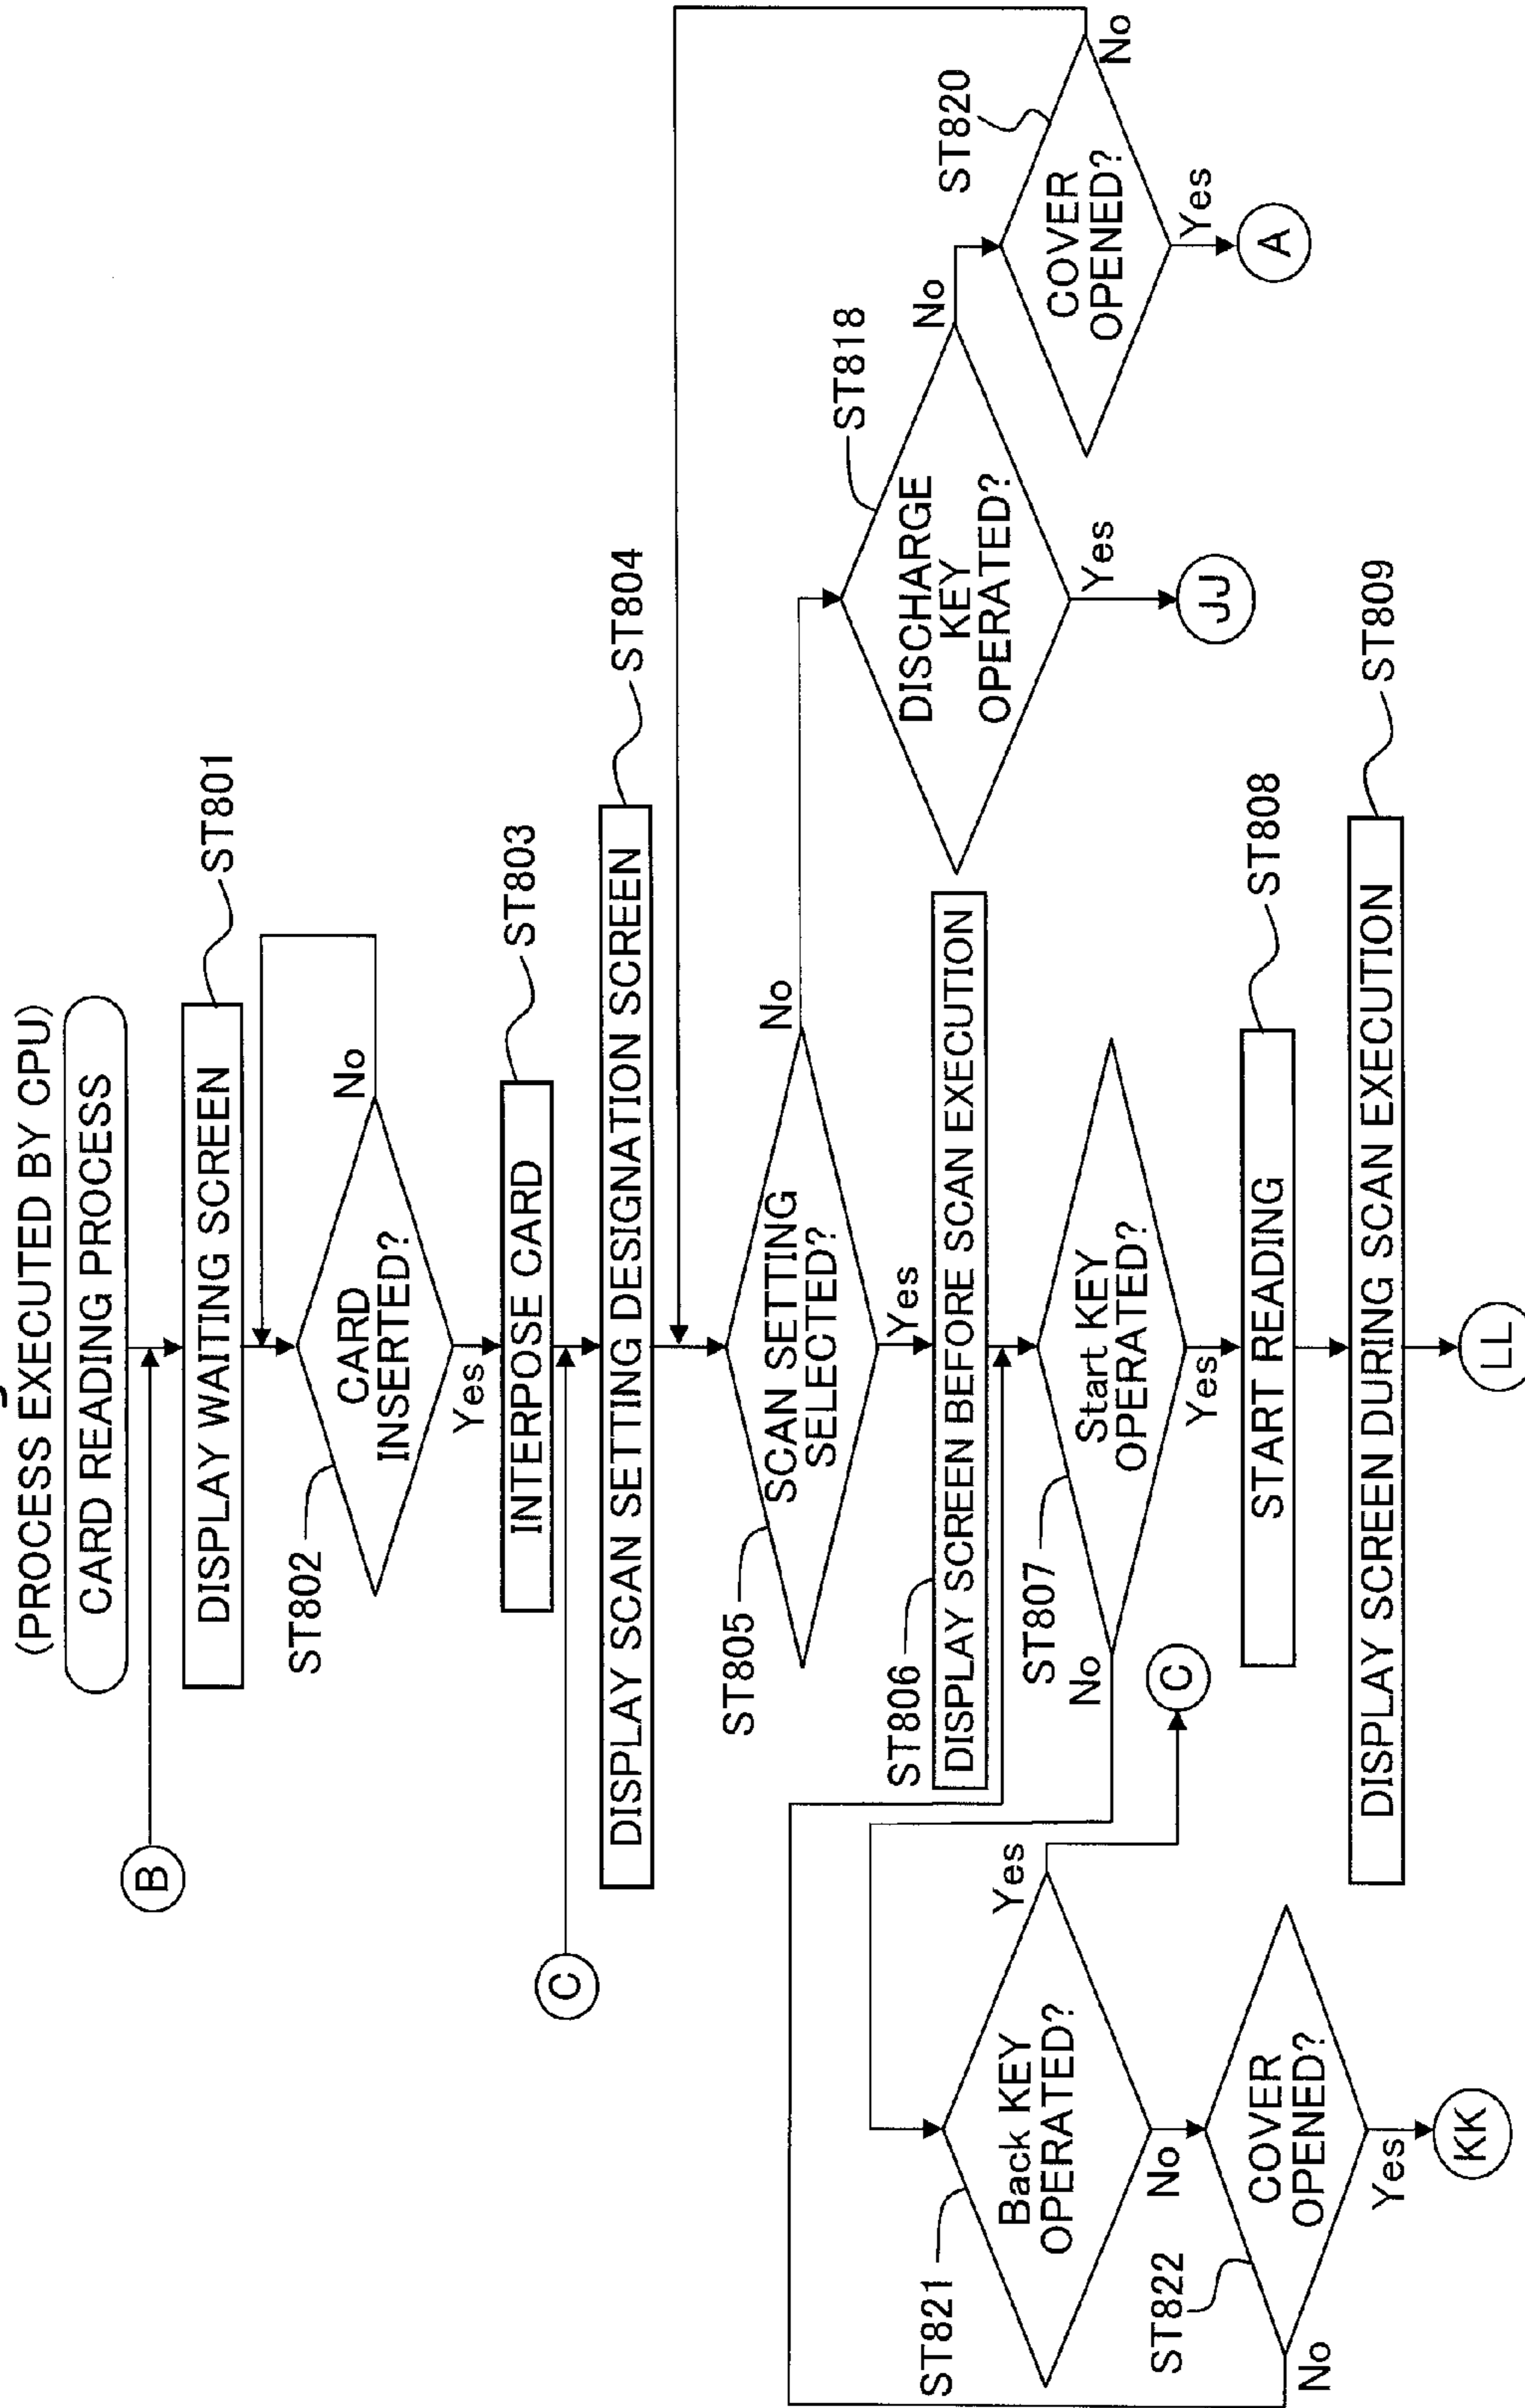 (PROCESS EXECUTED BY CPU)
CARD READING PROCESS
B
DISPLAY WAITING SCREEN
ST801
ST802
CARD
INSERTED?
No
Yes
INTERPOSE CARD
ST803
C
DISPLAY SCAN SETTING DESIGNATION SCREEN
ST804
ST805
SCAN SETTING
SELECTED?
No
Yes
ST818
DISCHARGE
KEY
OPERATED?
No
Yes
JJ
ST820
COVER
OPENED?
No
Yes
A
ST806
DISPLAY SCREEN BEFORE SCAN EXECUTION
ST807
Start KEY
OPERATED?
No
Yes
ST821
Back KEY
OPERATED?
Yes
C
No
ST822
COVER
OPENED?
No
Yes
KK
START READING
ST808
DISPLAY SCREEN DURING SCAN EXECUTION
ST809
LL